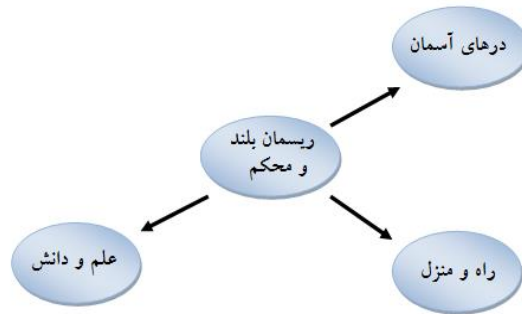 درهای آسمان
ریسمان بلند
و محکم
علم و دانش
راه و منزل